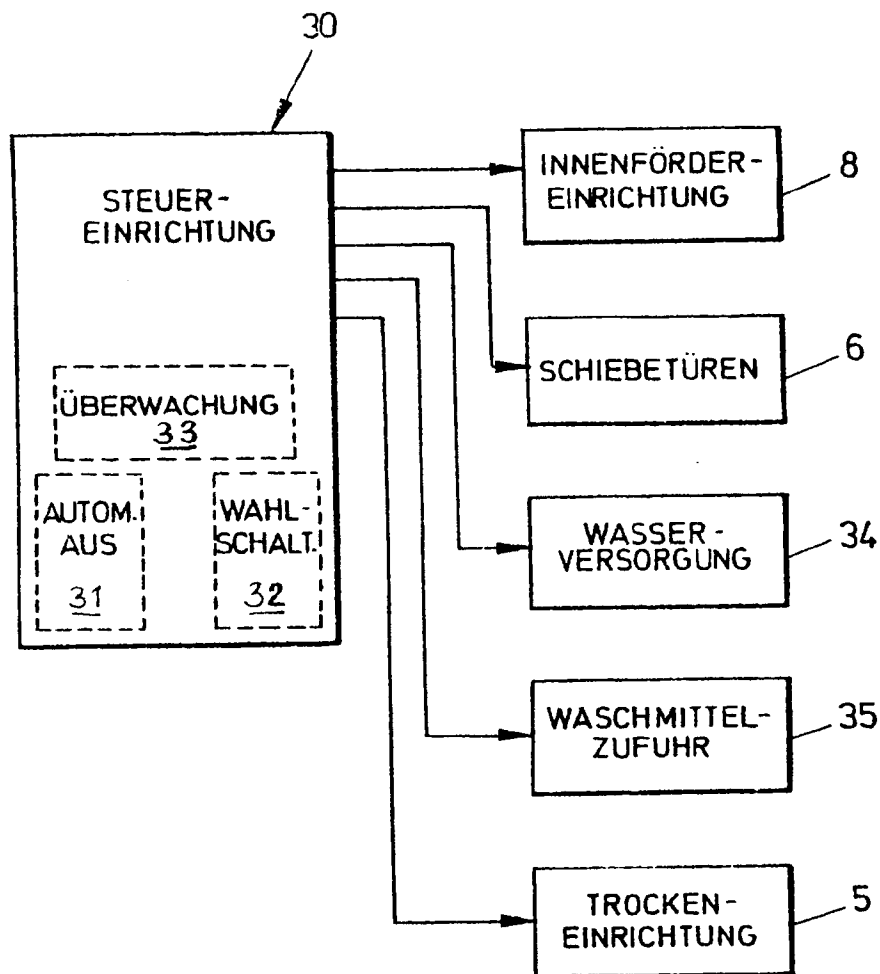 30
STEUER-
EINRICHTUNG
ÜBERWACHUNG
33
AUTOM.
AUS
31
WAHL-
SCHALT.
32
INNENFÖRDER-
EINRICHTUNG
8
SCHIEBETÜREN
6
WASSER-
VERSORGUNG
34
WASCHMITTEL-
ZUFUHR
35
TROCKEN-
EINRICHTUNG
5